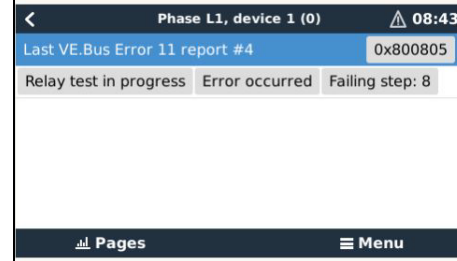 Phase L1, device 1 (0) 08:43
Last VE.Bus Error 11 report #4 0x800805
Relay test in progress Error occurred Failing step: 8
Pages Menu